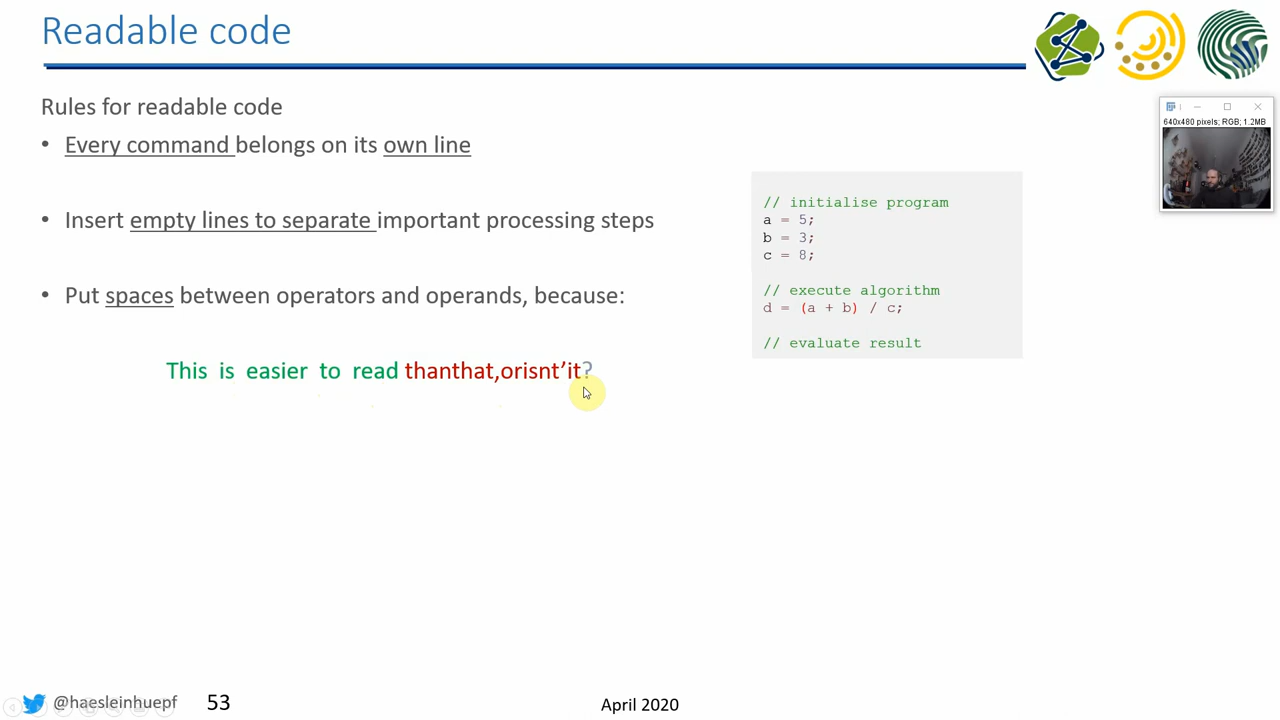 Readable code
Rules for readable code
• Every command belongs on its own line
• Insert empty lines to separate important processing steps
• Put spaces between operators and operands, because:
This is easier to read thanthat,orisnt’it?
640x480 pixels; RGB; 1.2MB
// initialise program
a = 5;
b = 3;
c = 8;
// execute algorithm
d = (a + b) / c;
// evaluate result
@haesleinhuepf
53
April 2020